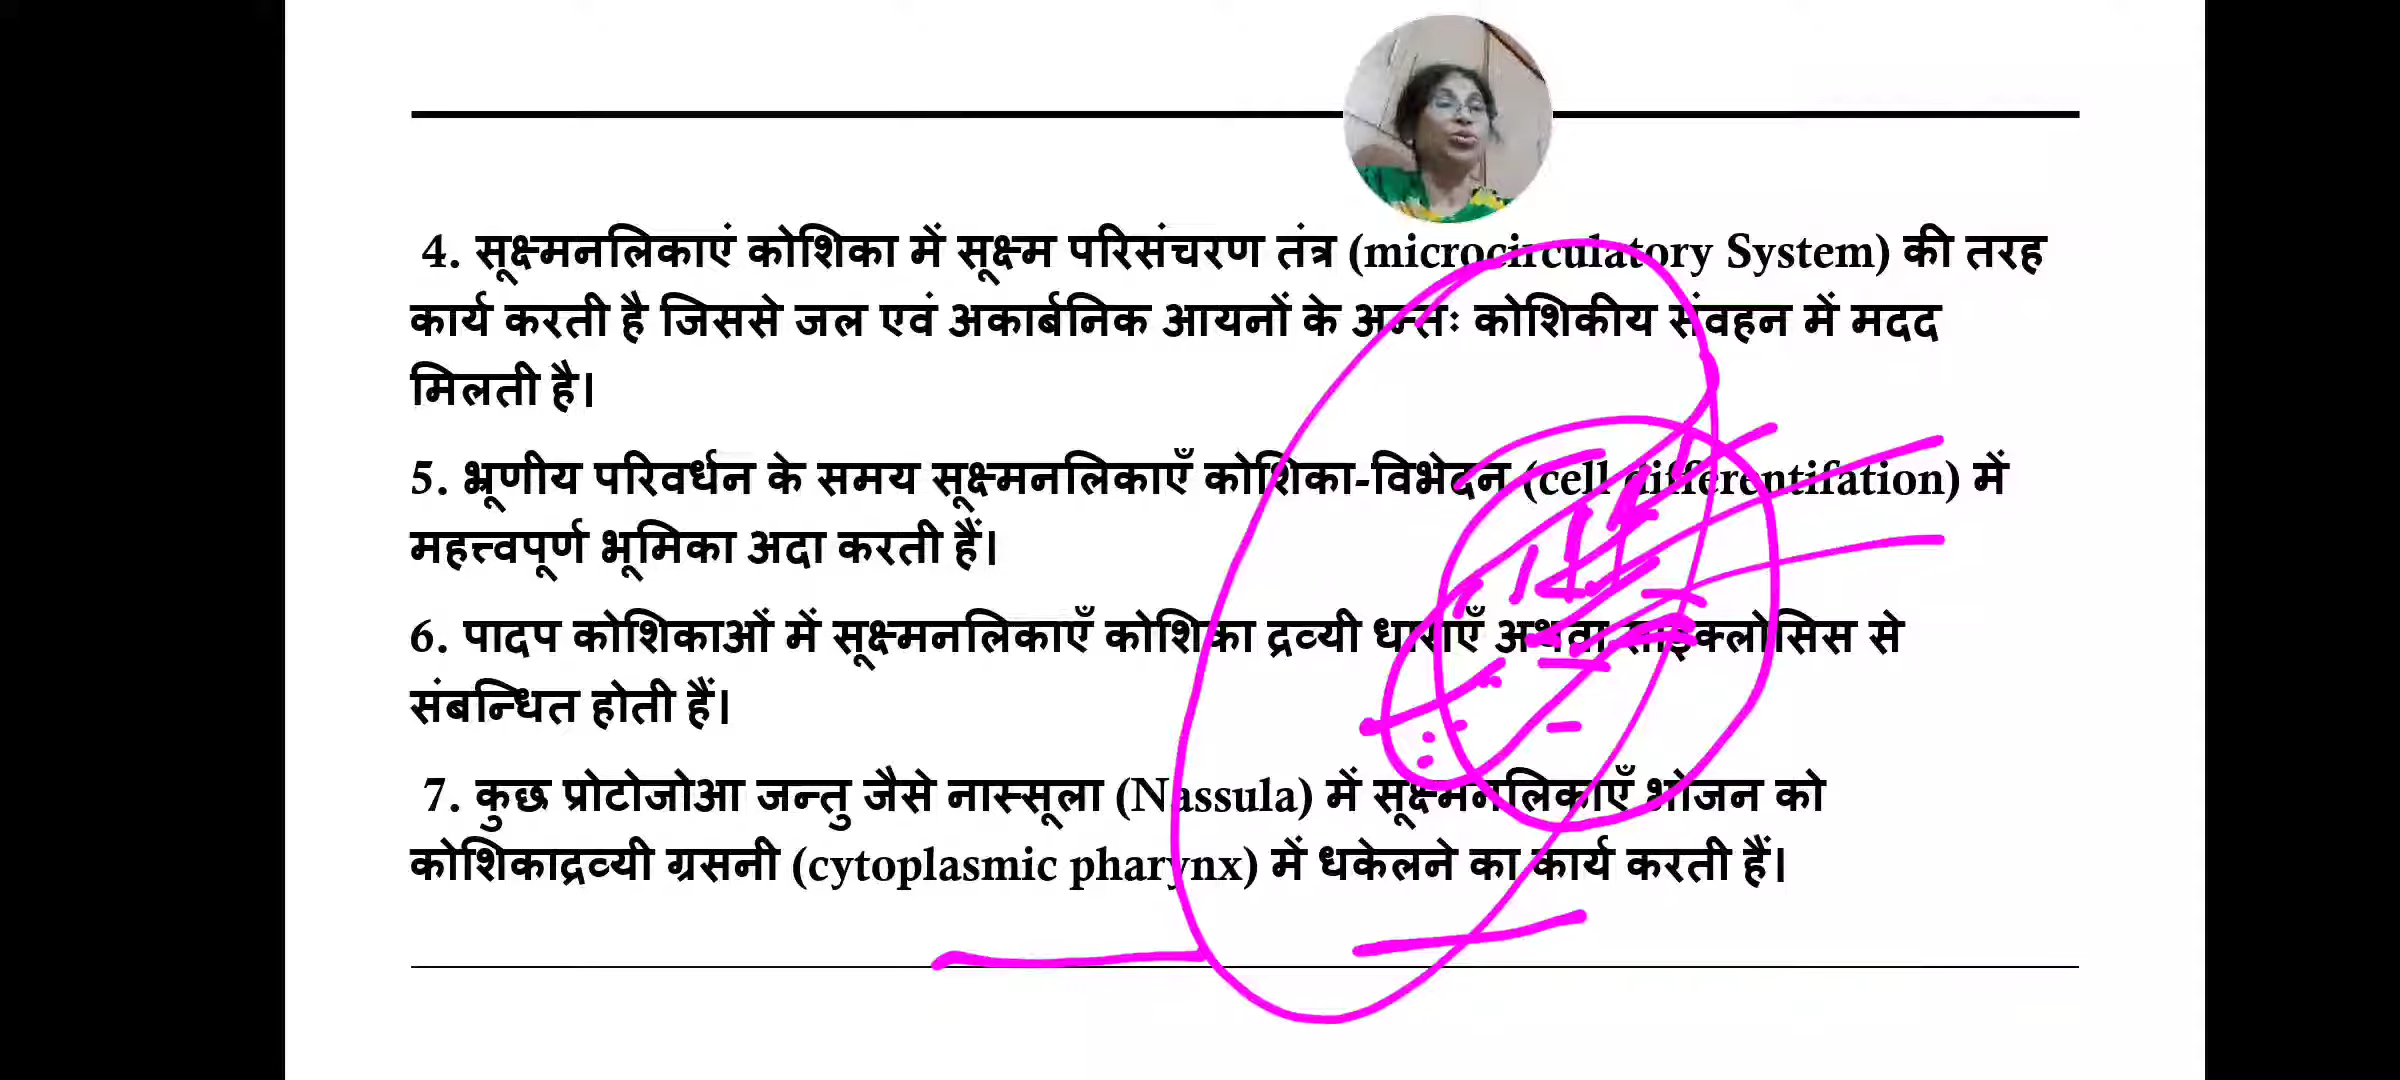 4. सूक्ष्मनलिकाएं कोशिका में सूक्ष्म परिसंचरण तंत्र (microcirculatory System) की तरह
कार्य करती है जिससे जल एवं अकार्बनिक आयनों के अन्तः कोशिकीय संवहन में मदद
मिलती है।
5. भ्रूणीय परिवर्धन के समय सूक्ष्मनलिकाएँ कोशिका-विभेदन (cell differentifation) में
महत्त्वपूर्ण भूमिका अदा करती हैं।
6. पादप कोशिकाओं में सूक्ष्मनलिकाएँ कोशिका द्रव्यी धाराएँ अथवा साइक्लोसिस से
संबन्धित होती हैं।
7. कुछ प्रोटोजोआ जन्तु जैसे नास्सूला (Nassula) में सूक्ष्मनलिकाएँ भोजन को
कोशिकाद्रव्यी ग्रसनी (cytoplasmic pharynx) में धकेलने का कार्य करती हैं।